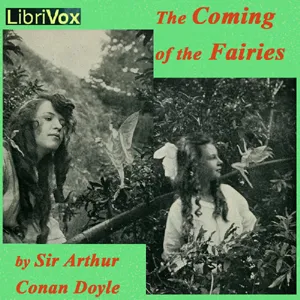 LibriVox
The Coming
of the Fairies
by Sir Arthur
Conan Doyle